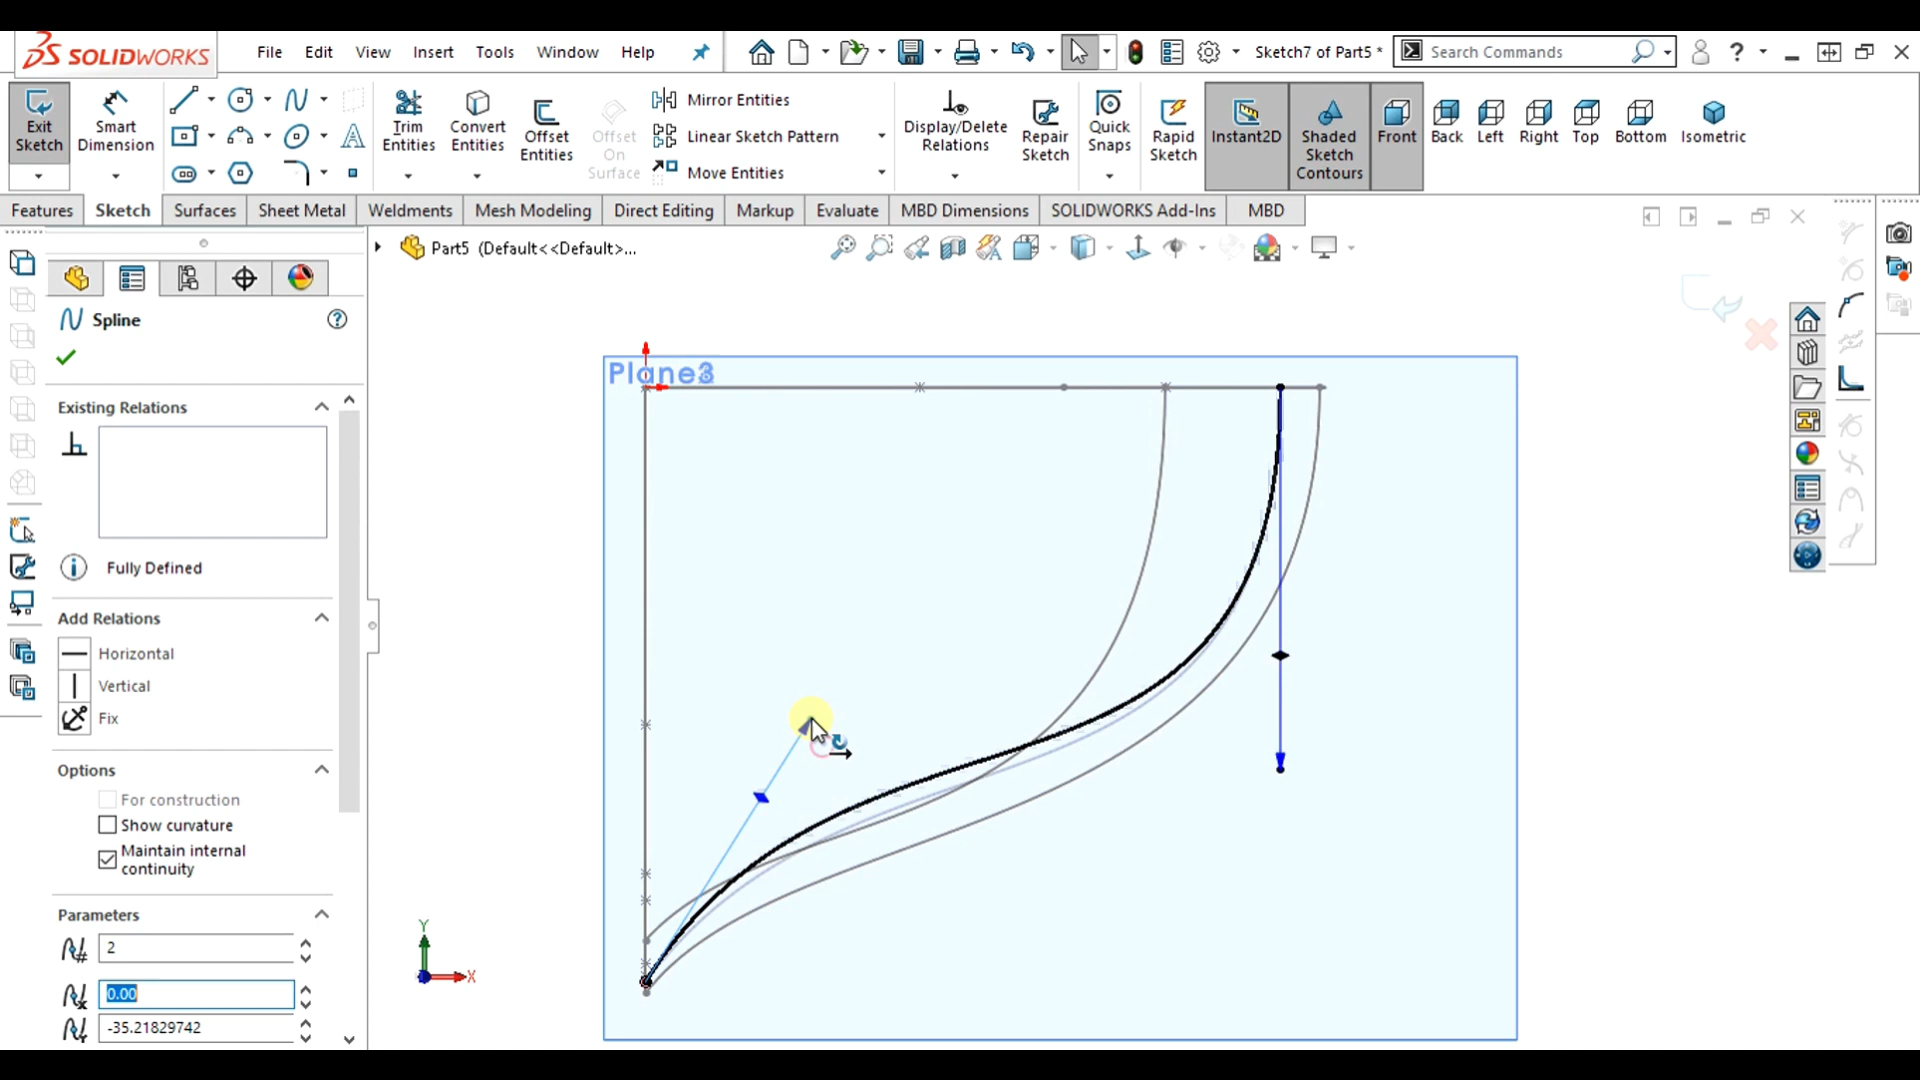 SOLIDWORKS File Edit View Insert Tools Window Help Sketch7 of Part5 * Search Commands ?
Exit Sketch
Smart Dimension
Trim Entities
Convert Entities
Offset Entities
Offset On Surface
Mirror Entities
Linear Sketch Pattern
Move Entities
Display/Delete Relations
Repair Sketch
Quick Snaps
Rapid Sketch
Instant2D
Shaded Sketch Contours
Front Back Left Right Top Bottom Isometric
Features Sketch Surfaces Sheet Metal Weldments Mesh Modeling Direct Editing Markup Evaluate MBD Dimensions SOLIDWORKS Add-Ins MBD
Part5 (Default<<Default>...
Spline
Existing Relations
Fully Defined
Add Relations
Horizontal
Vertical
Fix
Options
For construction
Show curvature
Maintain internal
continuity
Parameters
2
0.00
-35.21829742
Plane3
Y
X